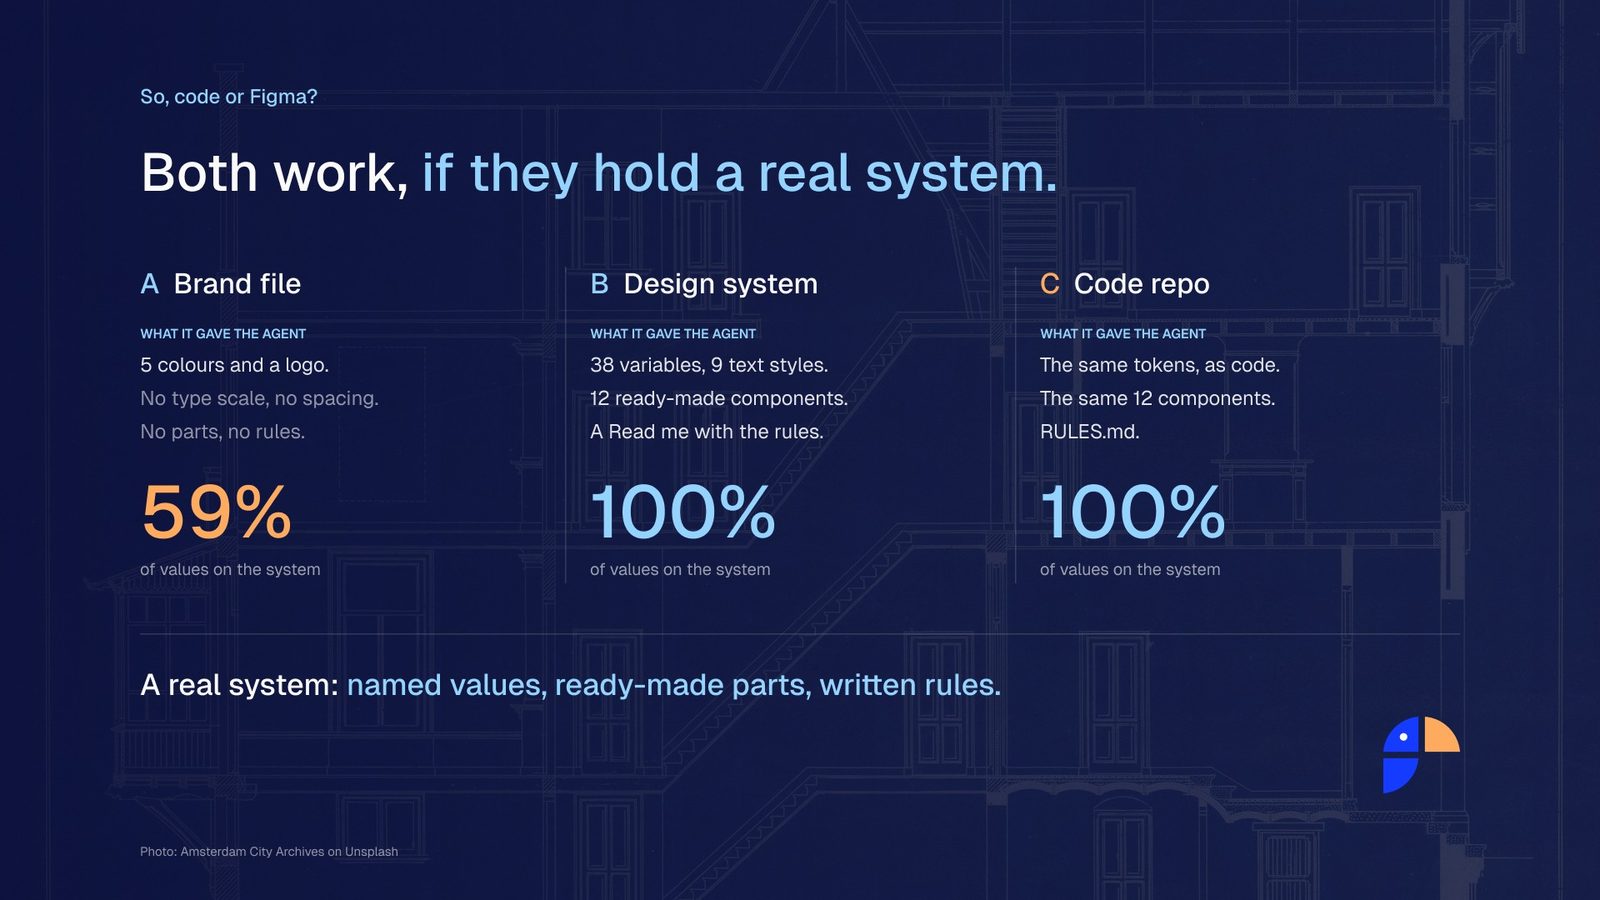 So, code or Figma?
Both work, if they hold a real system.
A Brand file
WHAT IT GAVE THE AGENT
5 colours and a logo.
No type scale, no spacing.
No parts, no rules.
59%
of values on the system
B Design system
WHAT IT GAVE THE AGENT
38 variables, 9 text styles.
12 ready-made components.
A Read me with the rules.
100%
of values on the system
C Code repo
WHAT IT GAVE THE AGENT
The same tokens, as code.
The same 12 components.
RULES.md.
100%
of values on the system
A real system: named values, ready-made parts, written rules.
Photo: Amsterdam City Archives on Unsplash